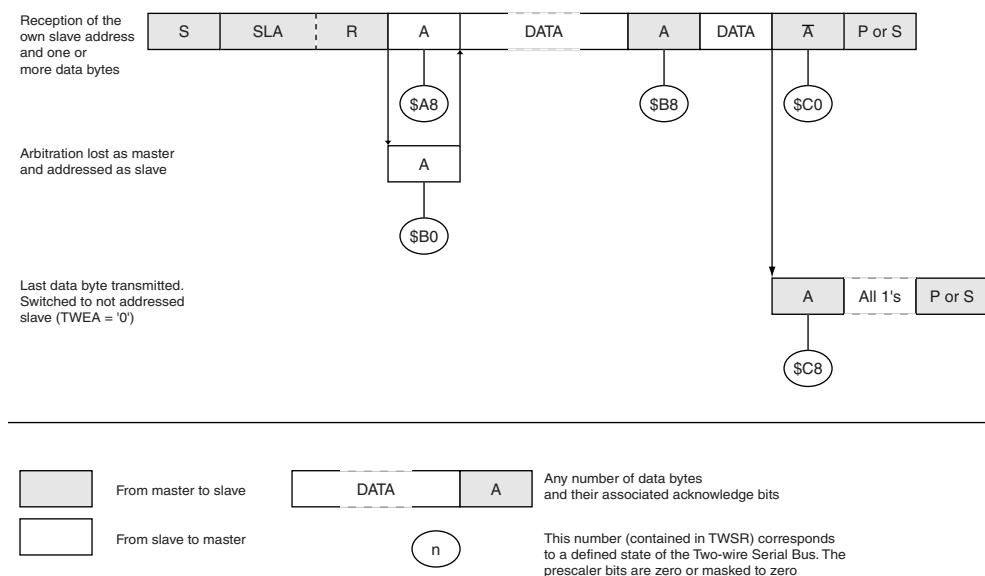 Reception of the
own slave address
and one or
more data bytes
S SLA R A DATA A DATA A P or S
$A8 $B8 $C0
Arbitration lost as master
and addressed as slave
A
$B0
Last data byte transmitted.
Switched to not addressed
slave (TWEA = '0')
A All 1's P or S
$C8
From master to slave
DATA A
Any number of data bytes
and their associated acknowledge bits
From slave to master
n
This number (contained in TWSR) corresponds
to a defined state of the Two-wire Serial Bus. The
prescaler bits are zero or masked to zero